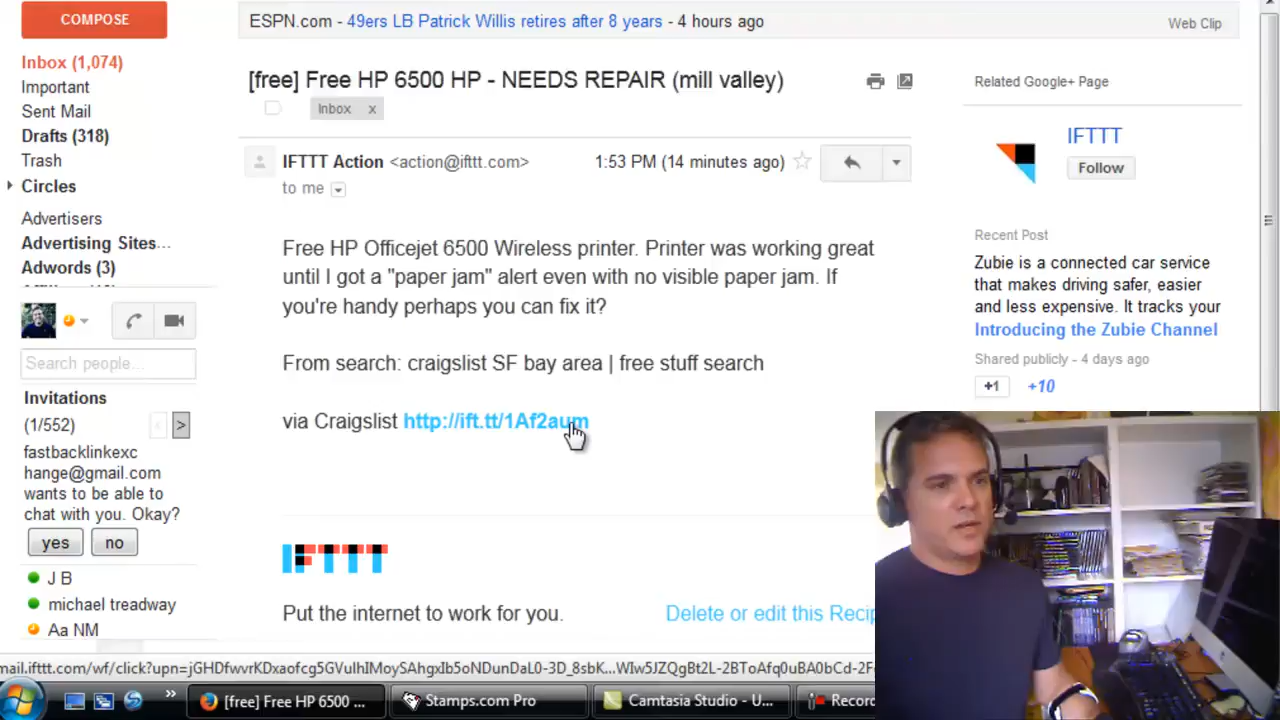 COMPOSE
ESPN.com - 49ers LB Patrick Willis retires after 8 years - 4 hours ago
Web Clip
Inbox (1,074)
Important
Sent Mail
Drafts (318)
Trash
Circles
Advertisers
Advertising Sites...
Adwords (3)
[free] Free HP 6500 HP - NEEDS REPAIR (mill valley)
Inbox x
IFTTT Action <action@ifttt.com>
1:53 PM (14 minutes ago)
to me
Free HP Officejet 6500 Wireless printer. Printer was working great
until I got a "paper jam" alert even with no visible paper jam. If
you're handy perhaps you can fix it?
From search: craigslist SF bay area | free stuff search
via Craigslist http://ift.tt/1Af2aum
IFTTT
Put the internet to work for you.
Delete or edit this Recip
Related Google+ Page
IFTTT
Follow
Recent Post
Zubie is a connected car service
that makes driving safer, easier
and less expensive. It tracks your
Introducing the Zubie Channel
Shared publicly - 4 days ago
+1
+10
Search people...
Invitations
(1/552)
>
fastbacklinkexc
hange@gmail.com
wants to be able to
chat with you. Okay?
yes
no
J B
michael treadway
Aa NM
[free] Free HP 6500 ...
Stamps.com Pro
Camtasia Studio - U...
Record